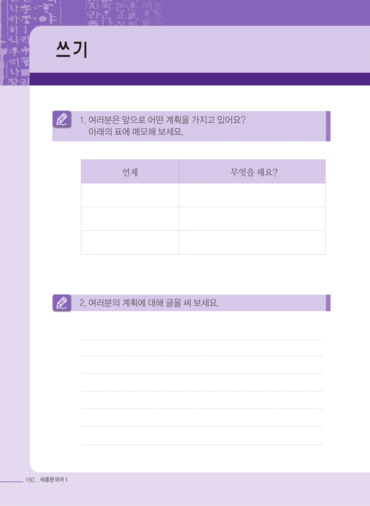 쓰기
1. 여러분은 앞으로 어떤 계획을 가지고 있어요?
아래의 표에 메모해 보세요.
언제 무엇을 해요?
2. 여러분의 계획에 대해 글을 써 보세요.
160 _ 세종한국어 1